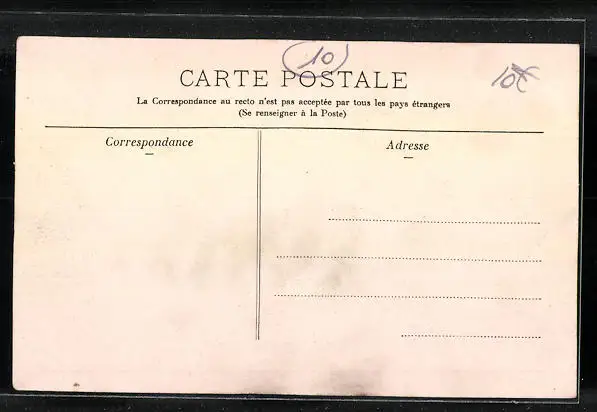 10
10€
CARTE POSTALE
La Correspondance au recto n'est pas acceptée par tous les pays étrangers
(Se renseigner à la Poste)
Correspondance
Adresse